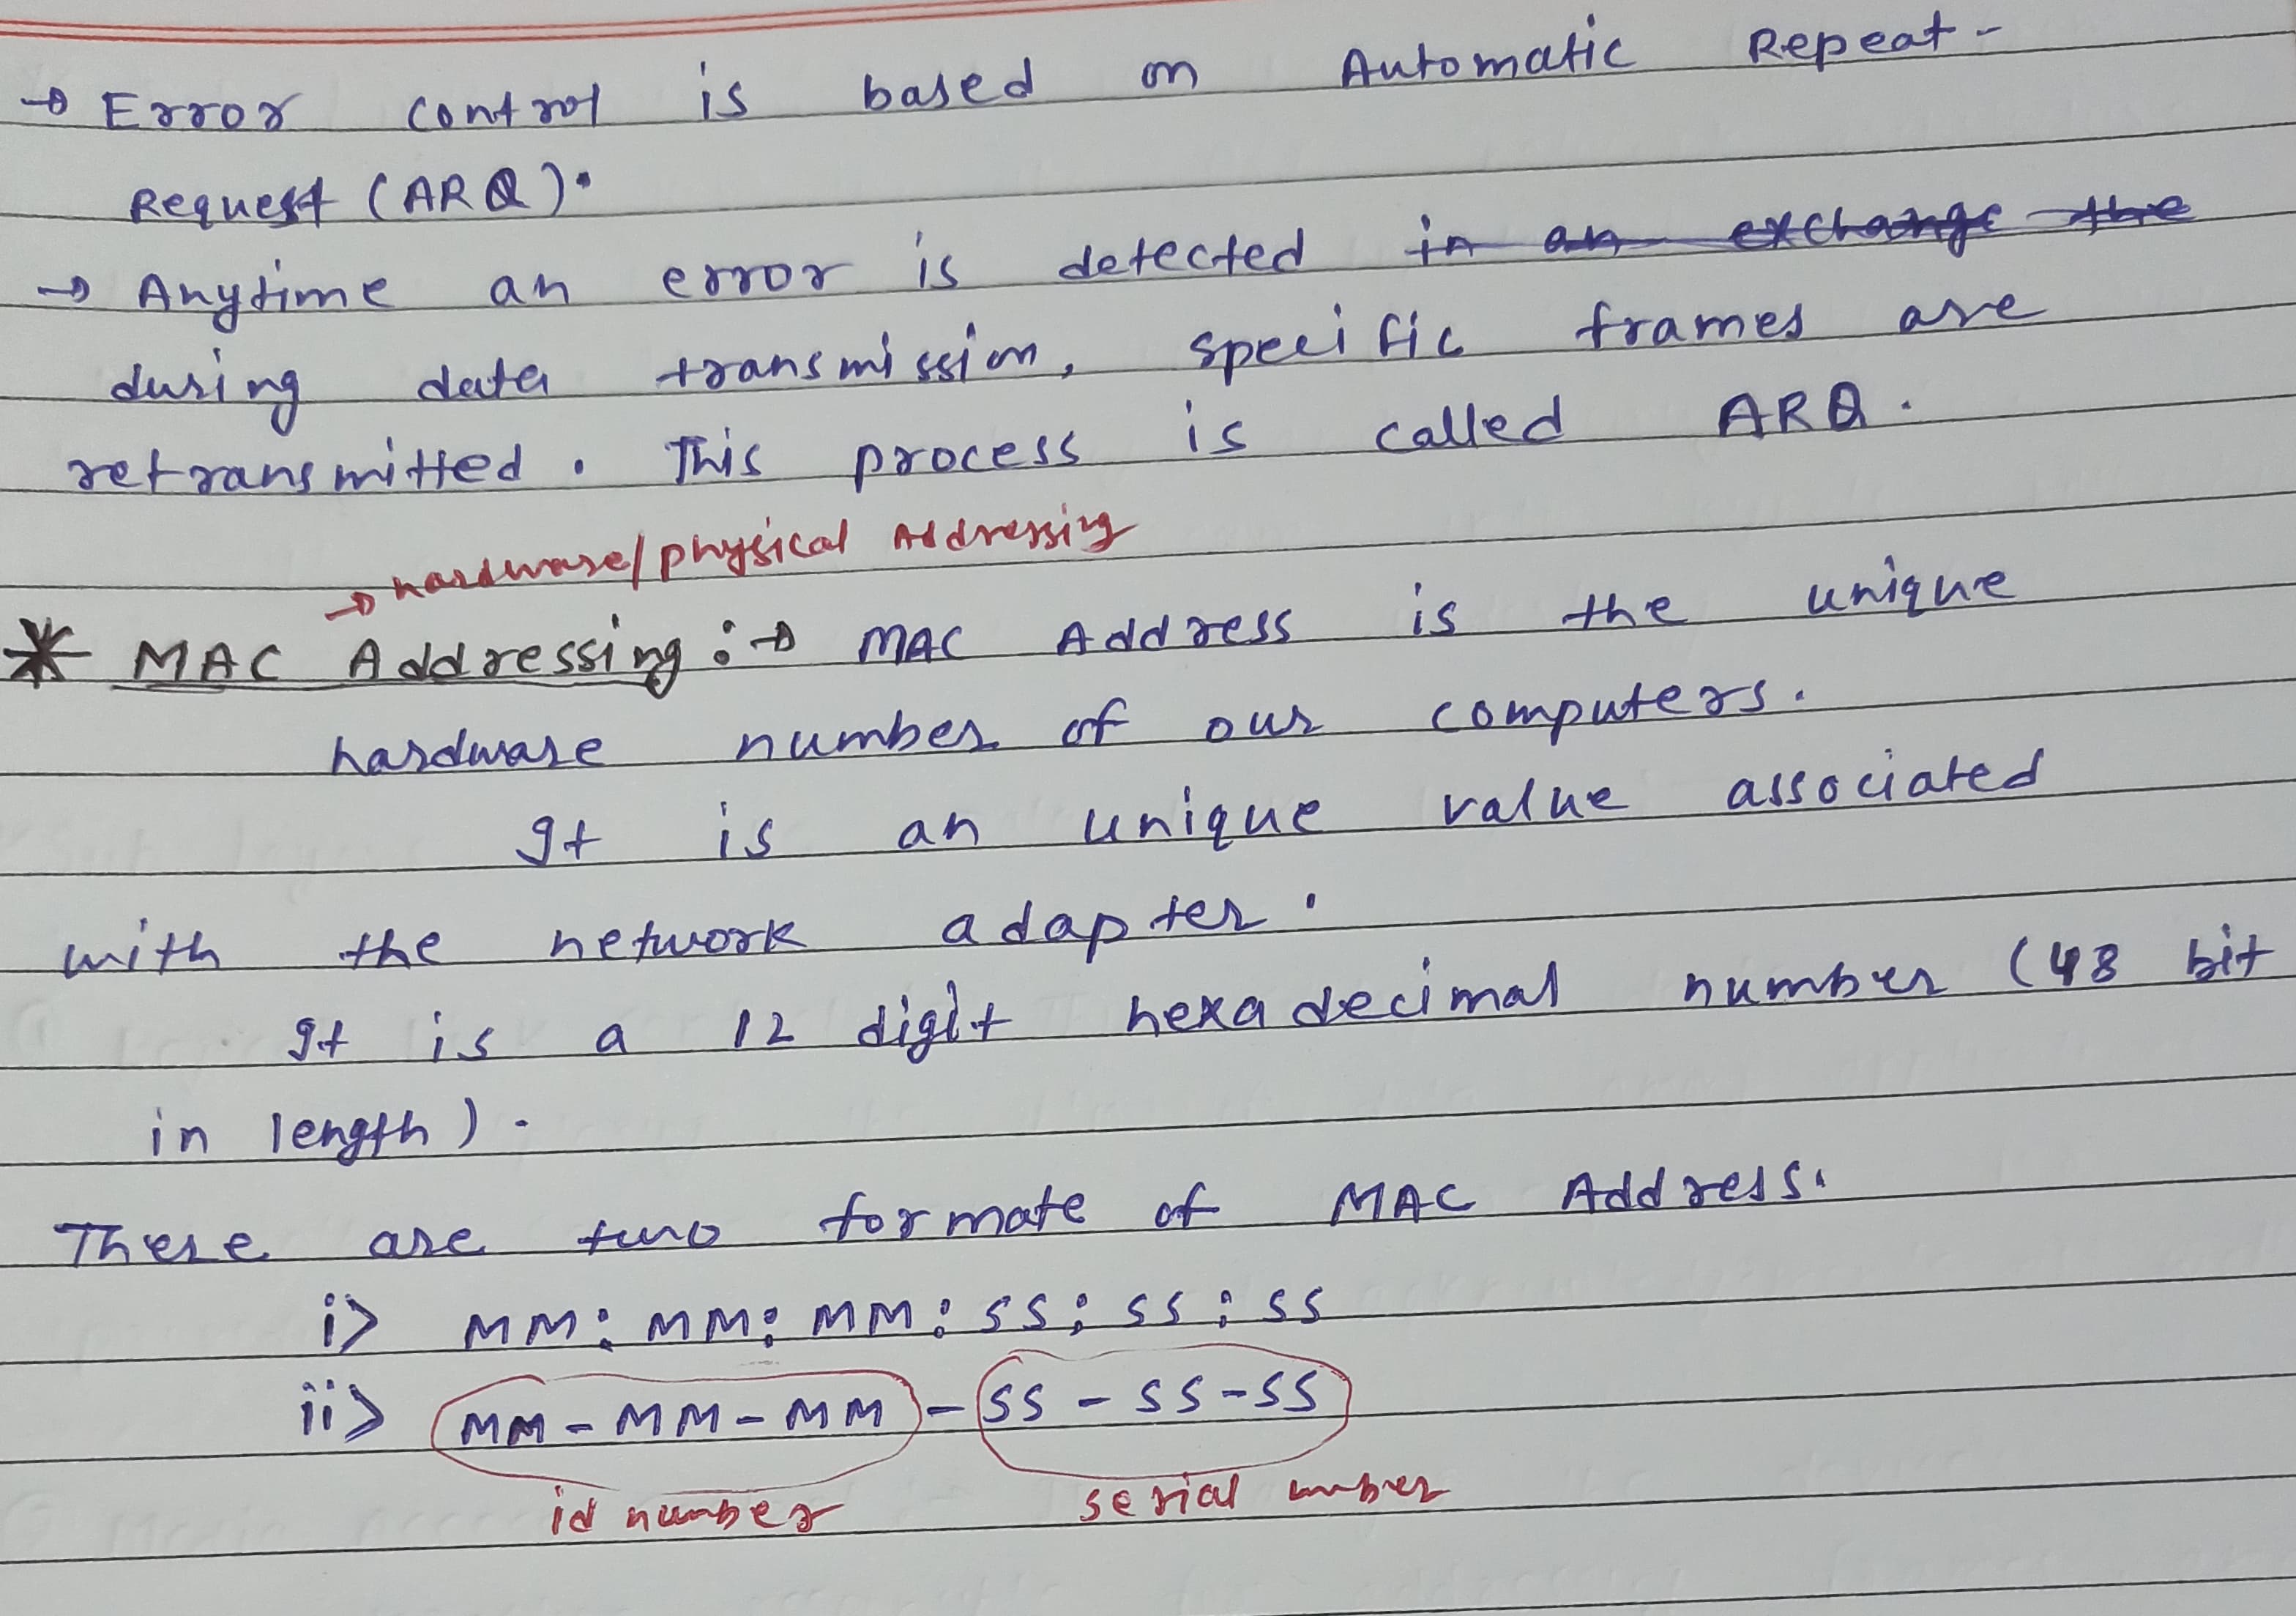 → Error control is based on Automatic Repeat-
Request (ARQ).
→ Anytime an error is detected in an exchange the
during data transmission, specific frames are
retransmitted. This process is called ARQ.
→ hardware/physical Addressing
* MAC Addressing :→ MAC Address is the unique
hardware number of our computers.
It is an unique value associated
with the network adapter.
It is a 12 digit hexa decimal number (48 bit
in length).
There are two formate of MAC Address.
i> MM: MM: MM: SS: SS: SS
ii> MM-MM-MM-SS-SS-SS
id number serial number